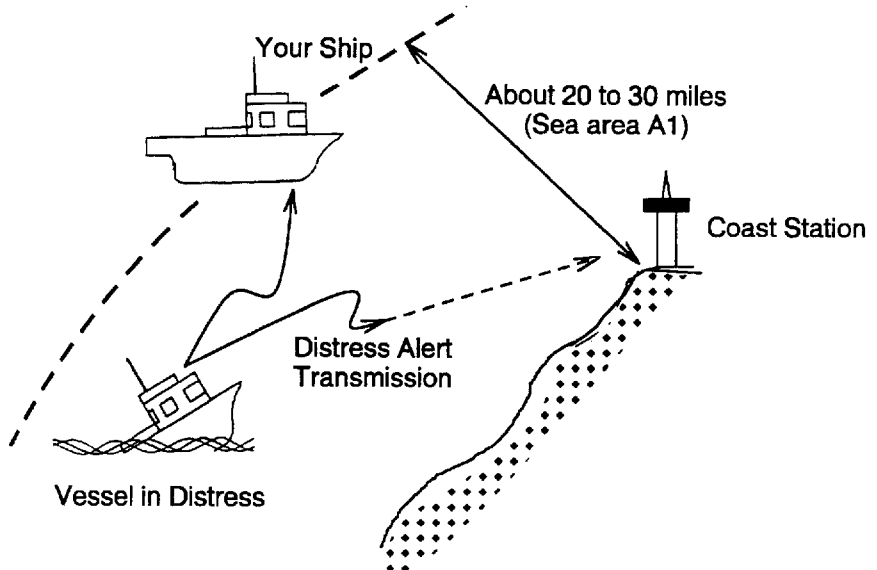 Your Ship
About 20 to 30 miles
(Sea area A1)
Coast Station
Distress Alert
Transmission
Vessel in Distress